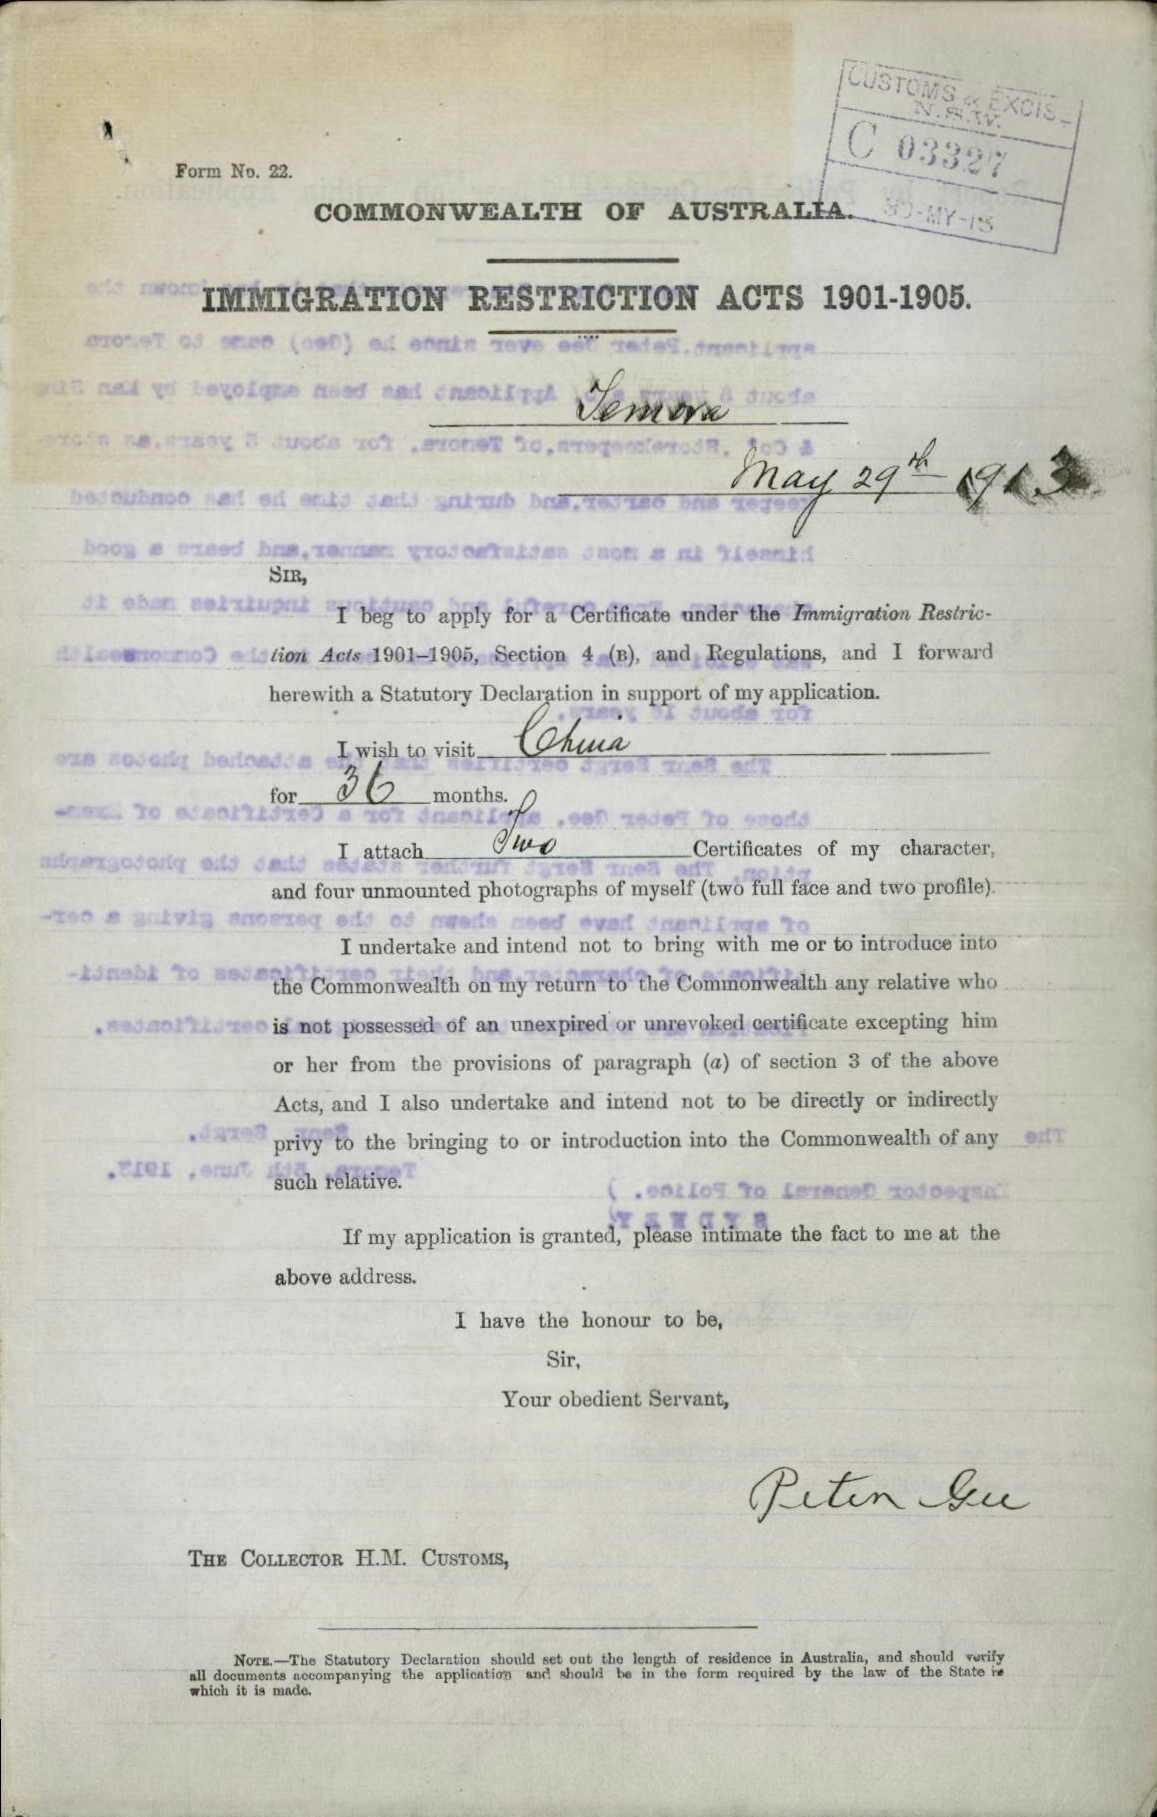 CUSTOMS & EXCIS
N.S.W.
C 03327
30-MY-13
Form No. 22.
COMMONWEALTH OF AUSTRALIA.
IMMIGRATION RESTRICTION ACTS 1901-1905.
Temora
May 29th 1913
SIR,
I beg to apply for a Certificate under the Immigration Restric-
tion Acts 1901–1905, Section 4 (B), and Regulations, and I forward
herewith a Statutory Declaration in support of my application.
I wish to visit China
for 36 months.
I attach Two Certificates of my character,
and four unmounted photographs of myself (two full face and two profile).
I undertake and intend not to bring with me or to introduce into
the Commonwealth on my return to the Commonwealth any relative who
is not possessed of an unexpired or unrevoked certificate excepting him
or her from the provisions of paragraph (a) of section 3 of the above
Acts, and I also undertake and intend not to be directly or indirectly
privy to the bringing to or introduction into the Commonwealth of any
such relative.
If my application is granted, please intimate the fact to me at the
above address.
I have the honour to be,
Sir,
Your obedient Servant,
Peter Gee
THE COLLECTOR H.M. CUSTOMS,
NOTE.—The Statutory Declaration should set out the length of residence in Australia, and should verify
all documents accompanying the application and should be in the form required by the law of the State in
which it is made.